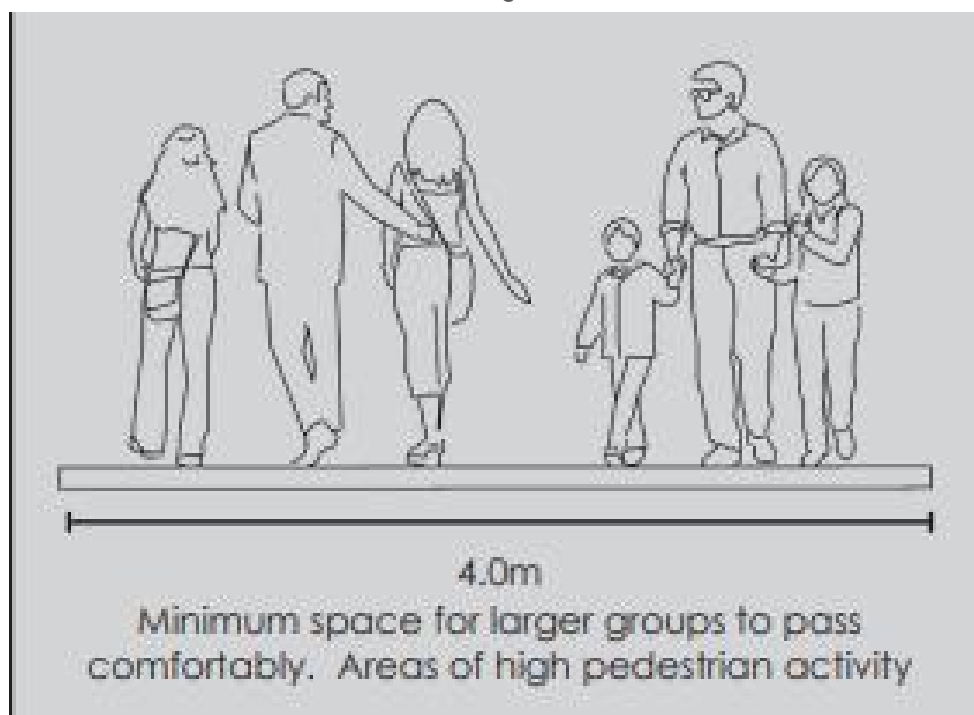 4.0m
Minimum space for larger groups to pass
comfortably. Areas of high pedestrian activity